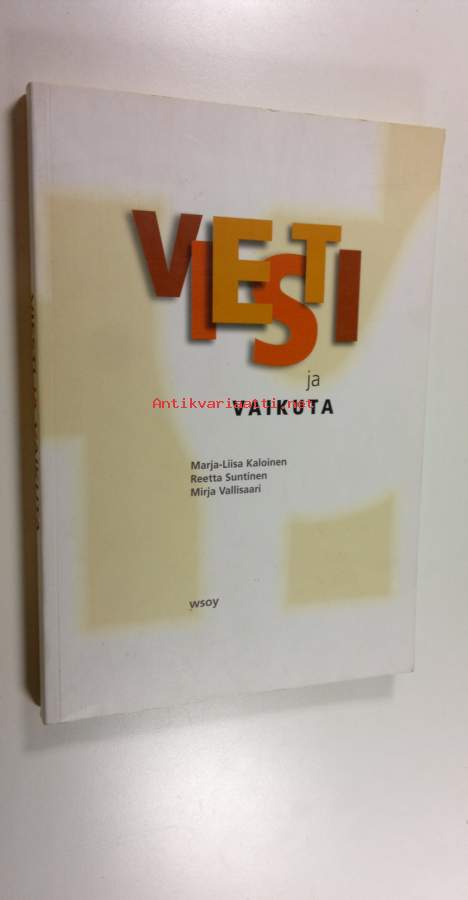 VIESTI
ja
VAIKUTA
Antikvariaatti.net
Marja-Liisa Kaloinen
Reetta Suntinen
Mirja Vallisaari
wsoy